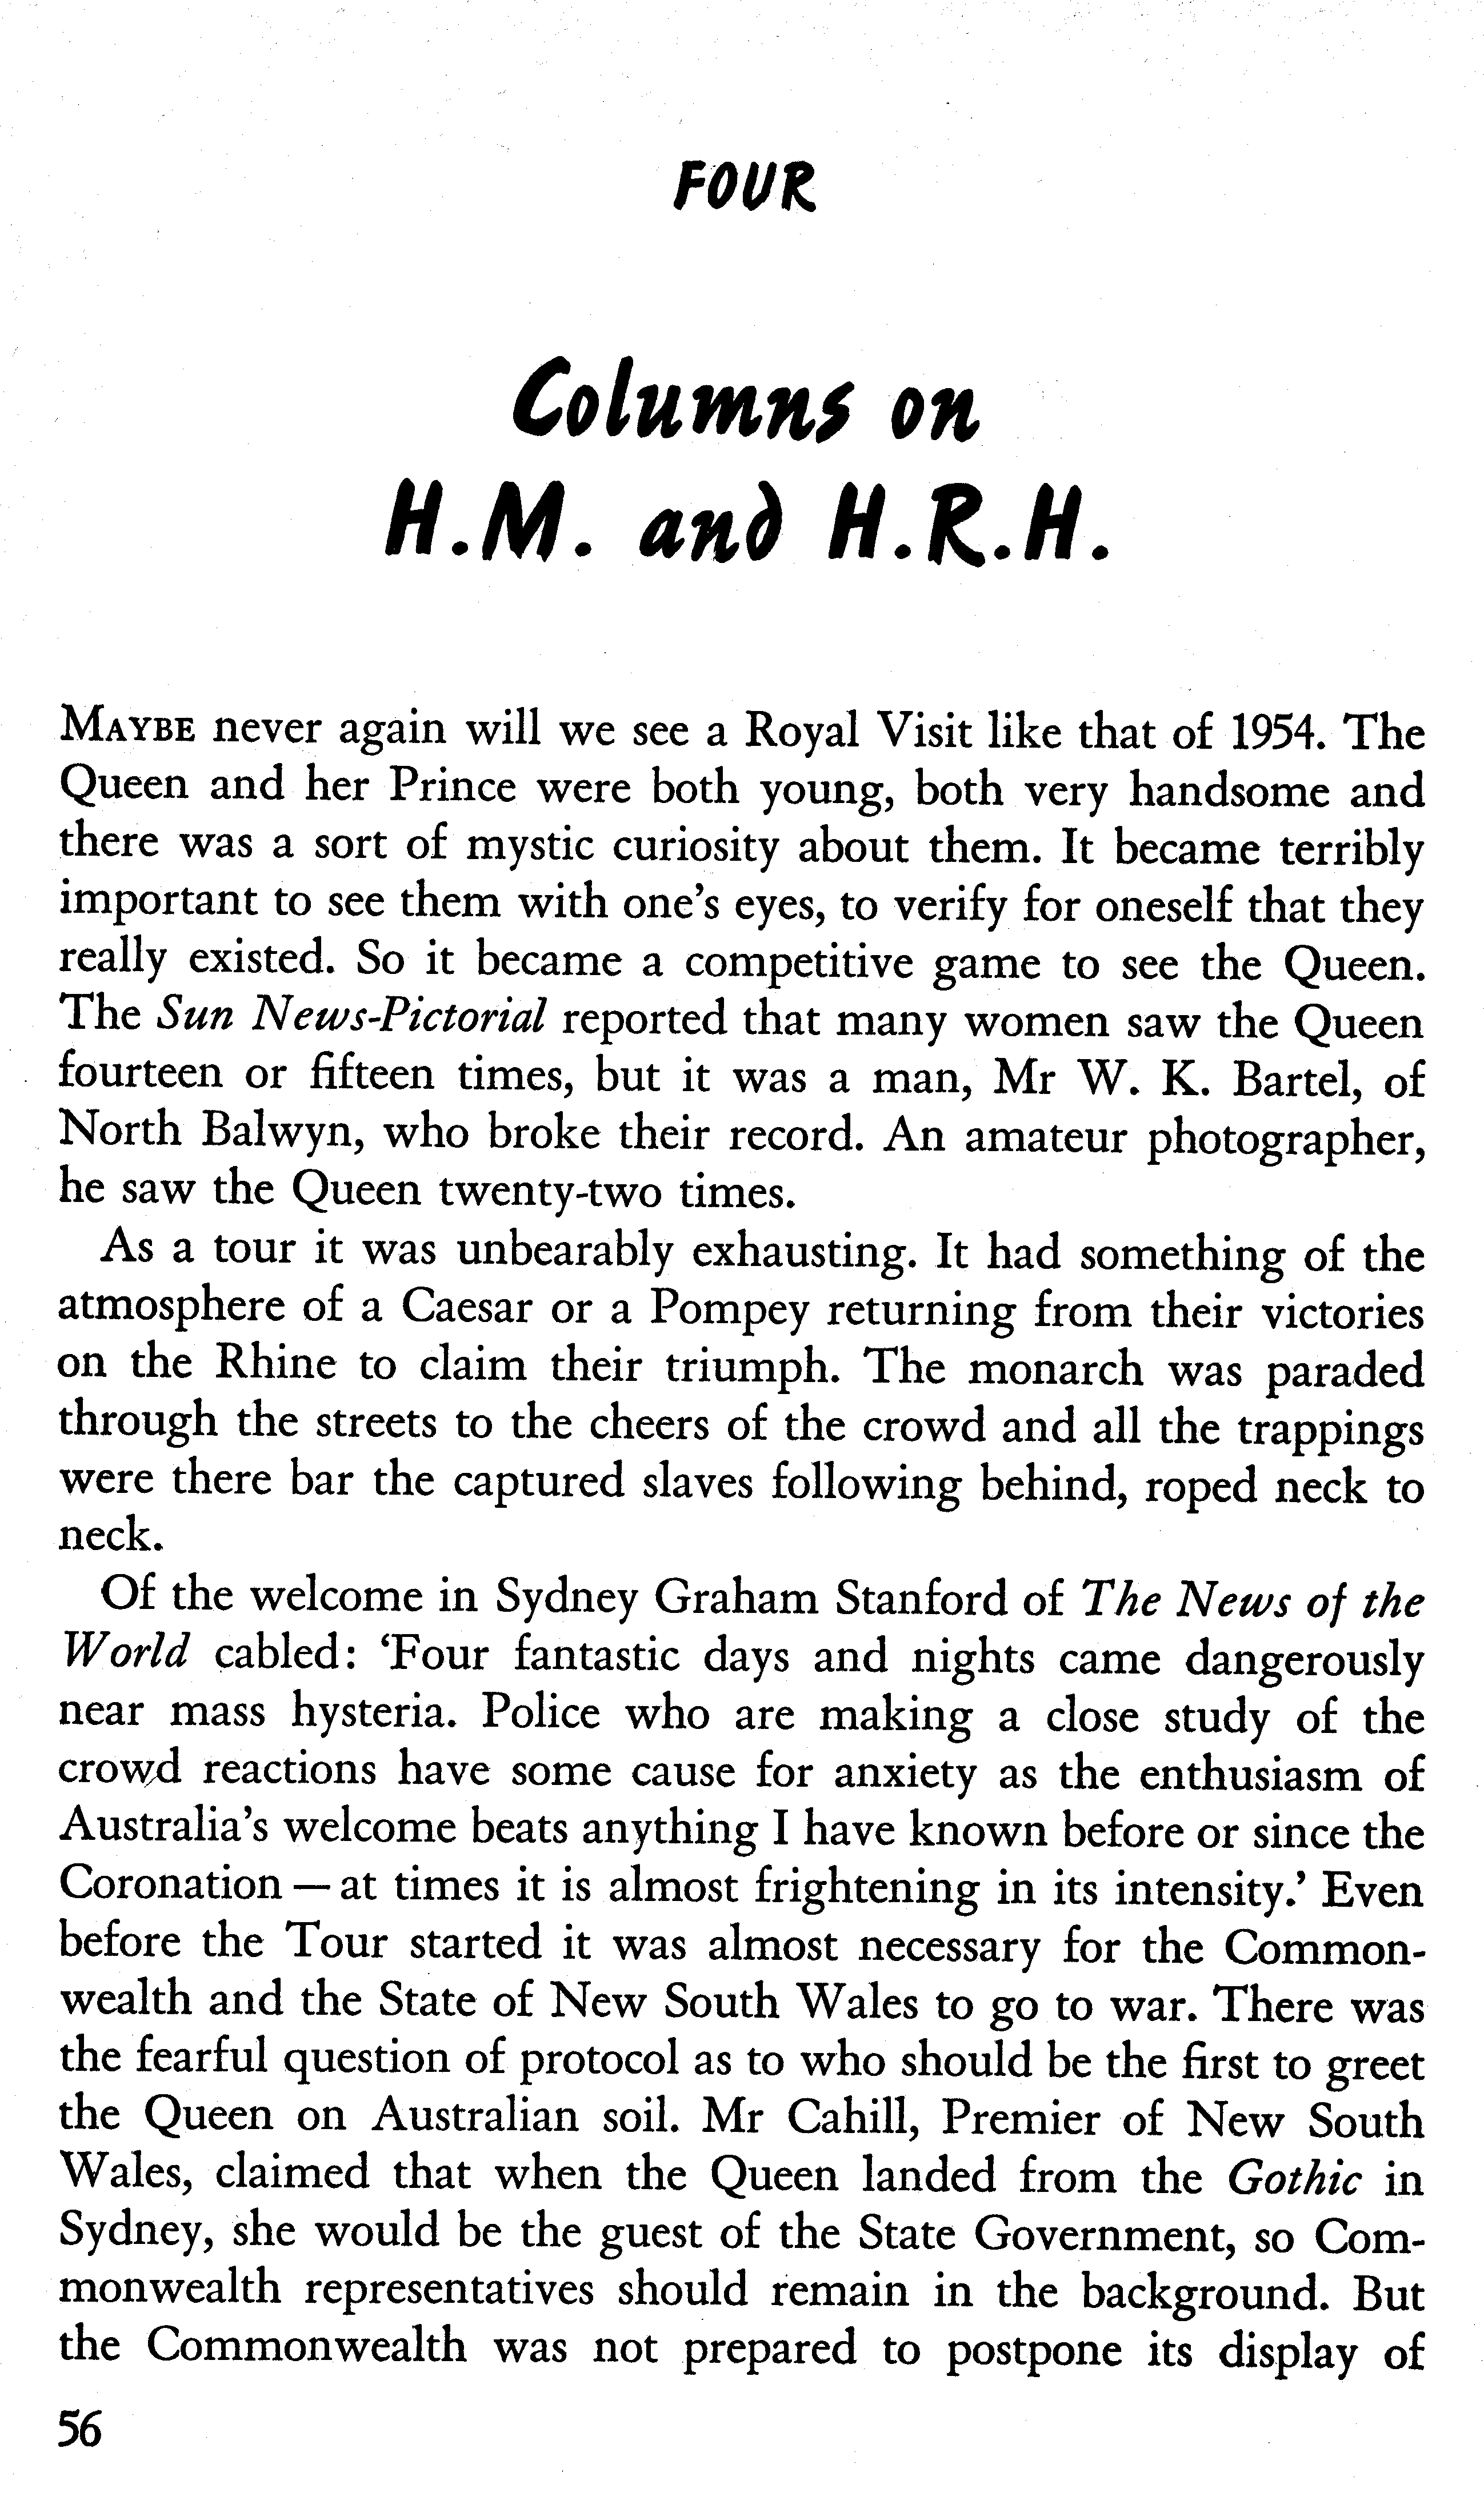 FOUR
Columns on
H.M. and H.R.H.
MAYBE never again will we see a Royal Visit like that of 1954. The
Queen and her Prince were both young, both very handsome and
there was a sort of mystic curiosity about them. It became terribly
important to see them with one's eyes, to verify for oneself that they
really existed. So it became a competitive game to see the Queen.
The Sun News-Pictorial reported that many women saw the Queen
fourteen or fifteen times, but it was a man, Mr W. K. Bartel, of
North Balwyn, who broke their record. An amateur photographer,
he saw the Queen twenty-two times.
As a tour it was unbearably exhausting. It had something of the
atmosphere of a Caesar or a Pompey returning from their victories
on the Rhine to claim their triumph. The monarch was paraded
through the streets to the cheers of the crowd and all the trappings
were there bar the captured slaves following behind, roped neck to
neck.
Of the welcome in Sydney Graham Stanford of The News of the
World cabled: 'Four fantastic days and nights came dangerously
near mass hysteria. Police who are making a close study of the
crowd reactions have some cause for anxiety as the enthusiasm of
Australia's welcome beats anything I have known before or since the
Coronation — at times it is almost frightening in its intensity.' Even
before the Tour started it was almost necessary for the Common-
wealth and the State of New South Wales to go to war. There was
the fearful question of protocol as to who should be the first to greet
the Queen on Australian soil. Mr Cahill, Premier of New South
Wales, claimed that when the Queen landed from the Gothic in
Sydney, she would be the guest of the State Government, so Com-
monwealth representatives should remain in the background. But
the Commonwealth was not prepared to postpone its display of
56